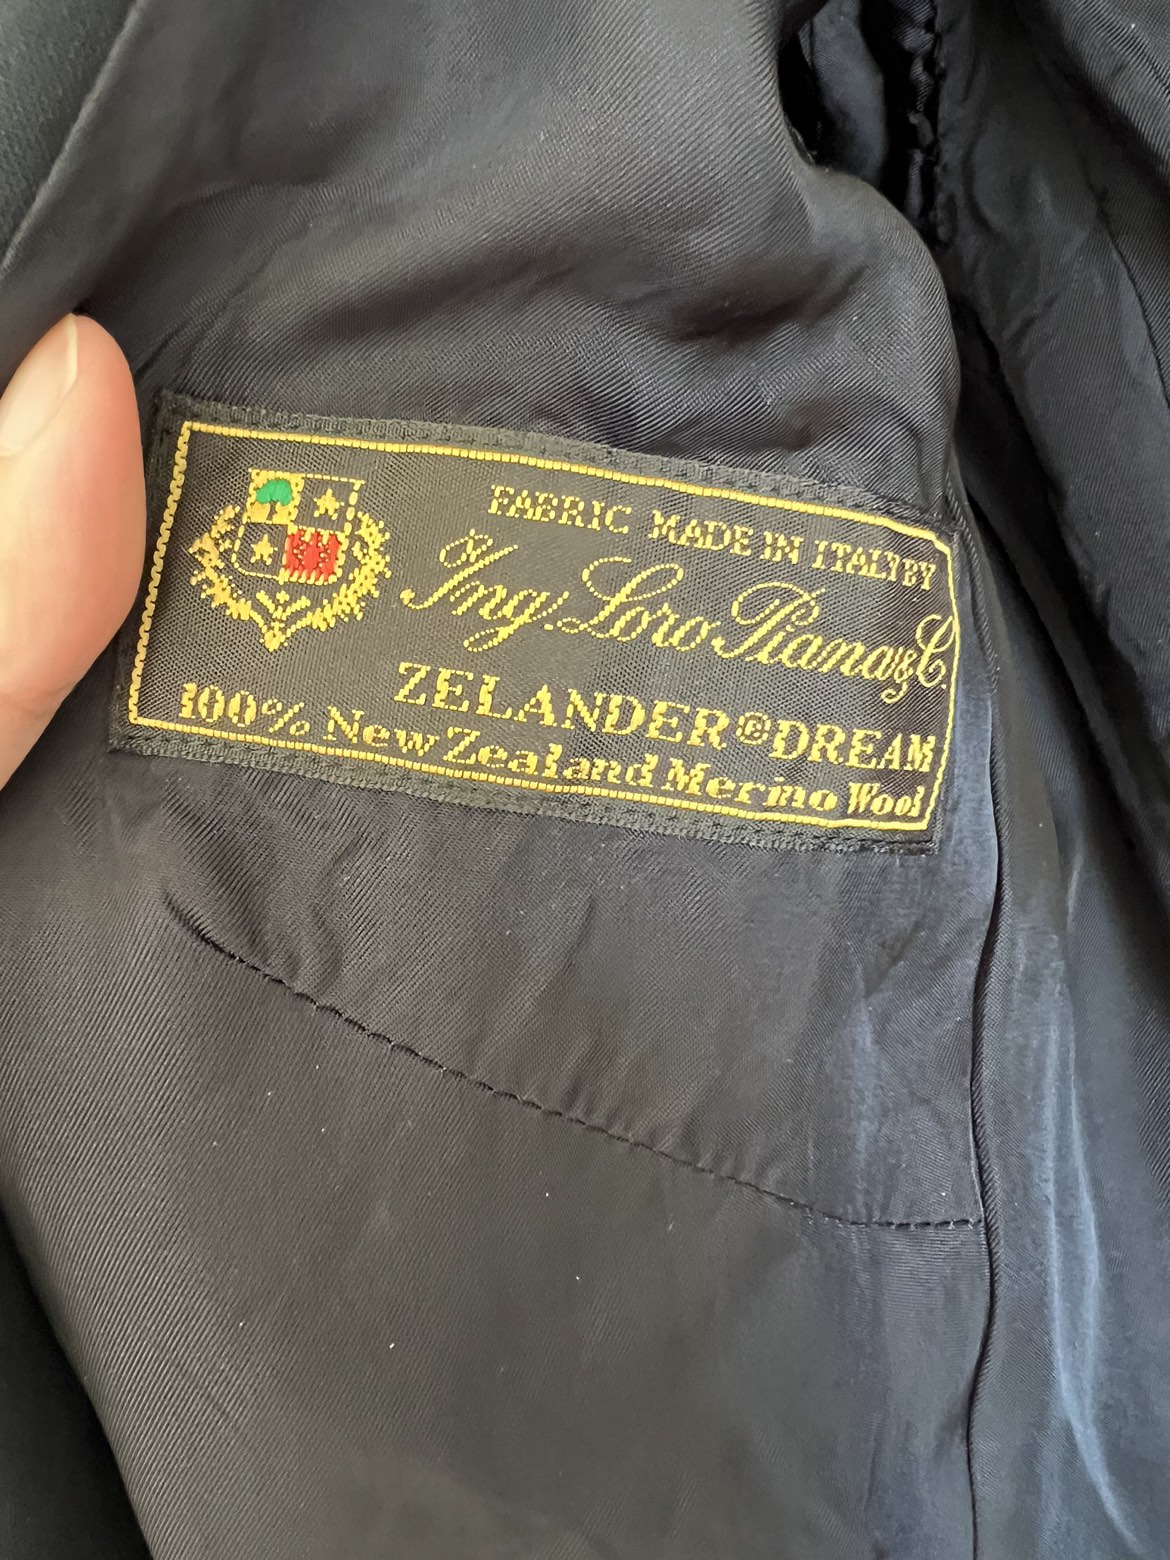 FABRIC MADE IN ITALY BY
Ing. Loro Piana & C.
ZELANDER® DREAM
100% New Zealand Merino Wool